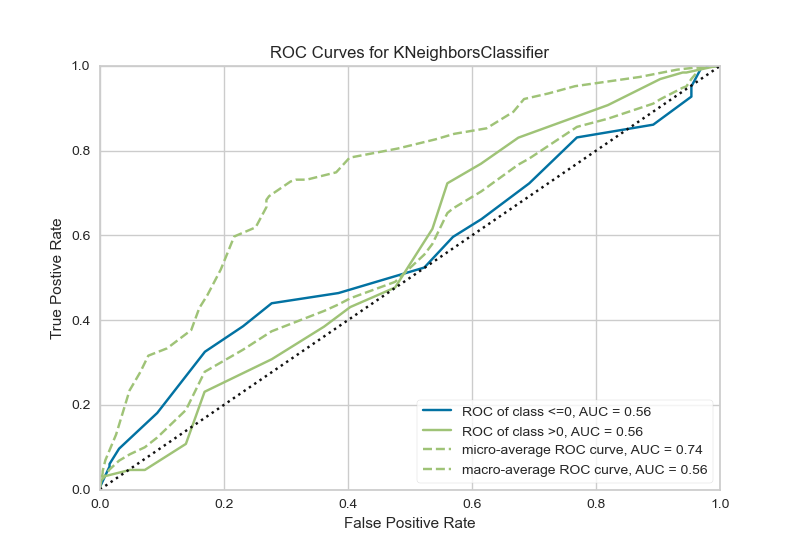 ROC Curves for KNeighborsClassifier
1.0
0.8
0.6
0.4
0.2
0.0
True Postive Rate
0.0 0.2 0.4 0.6 0.8 1.0
False Positive Rate
ROC of class <=0, AUC = 0.56
ROC of class >0, AUC = 0.56
micro-average ROC curve, AUC = 0.74
macro-average ROC curve, AUC = 0.56